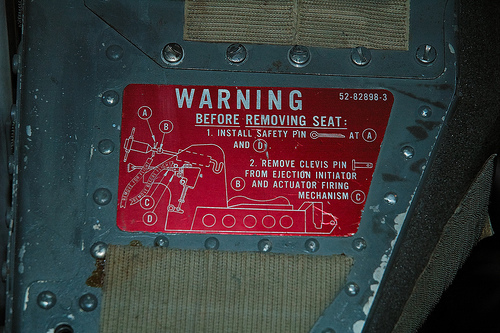 WARNING 52-82898-3
BEFORE REMOVING SEAT:
1. INSTALL SAFETY PIN AT A
AND D
2. REMOVE CLEVIS PIN
FROM EJECTION INITIATOR
B AND ACTUATOR FIRING
MECHANISM C
A
B
C
D